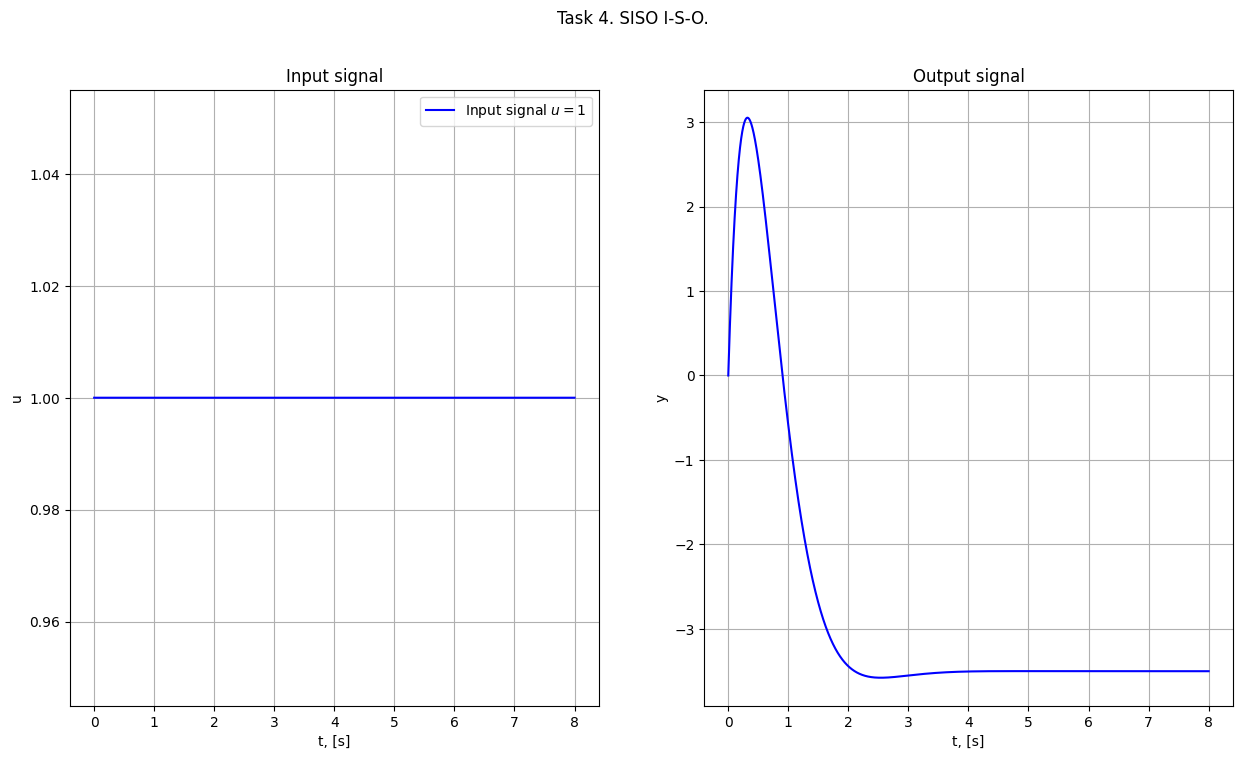 Task 4. SISO I-S-O.
Input signal
Input signal u = 1
1.04
1.02
1.00
0.98
0.96
u
0 1 2 3 4 5 6 7 8
t, [s]
Output signal
3
2
1
0
−1
−2
−3
y
0 1 2 3 4 5 6 7 8
t, [s]